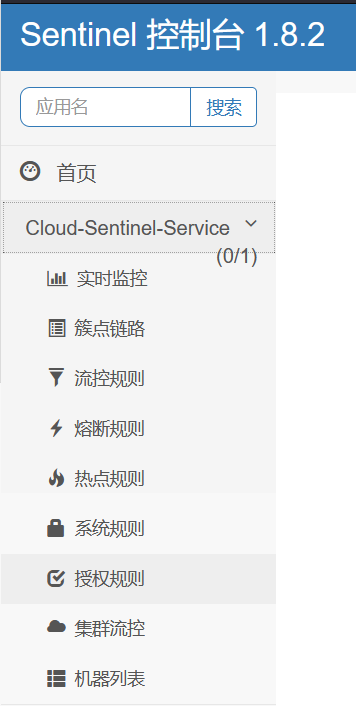 Sentinel 控制台 1.8.2
应用名 搜索
首页
Cloud-Sentinel-Service
(0/1)
实时监控
簇点链路
流控规则
熔断规则
热点规则
系统规则
授权规则
集群流控
机器列表